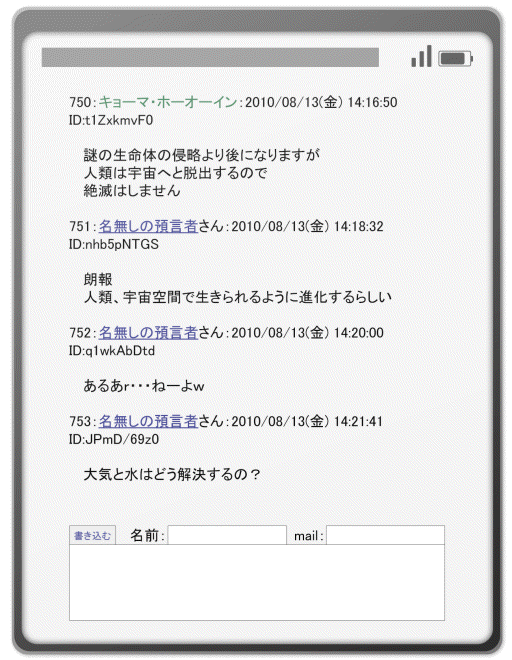 750：キョーマ・ホーオーイン：2010/08/13(金) 14:16:50
ID:t1ZxkmvF0
謎の生命体の侵略より後になりますが
人類は宇宙へと脱出するので
絶滅はしません
751：名無しの預言者さん：2010/08/13(金) 14:18:32
ID:nhb5pNTGS
朗報
人類、宇宙空間で生きられるように進化するらしい
752：名無しの預言者さん：2010/08/13(金) 14:20:00
ID:q1wkAbDtd
あるあｒ・・・ねーよｗ
753：名無しの預言者さん：2010/08/13(金) 14:21:41
ID:JPmD/69z0
大気と水はどう解決するの？
書き込む 名前： mail：